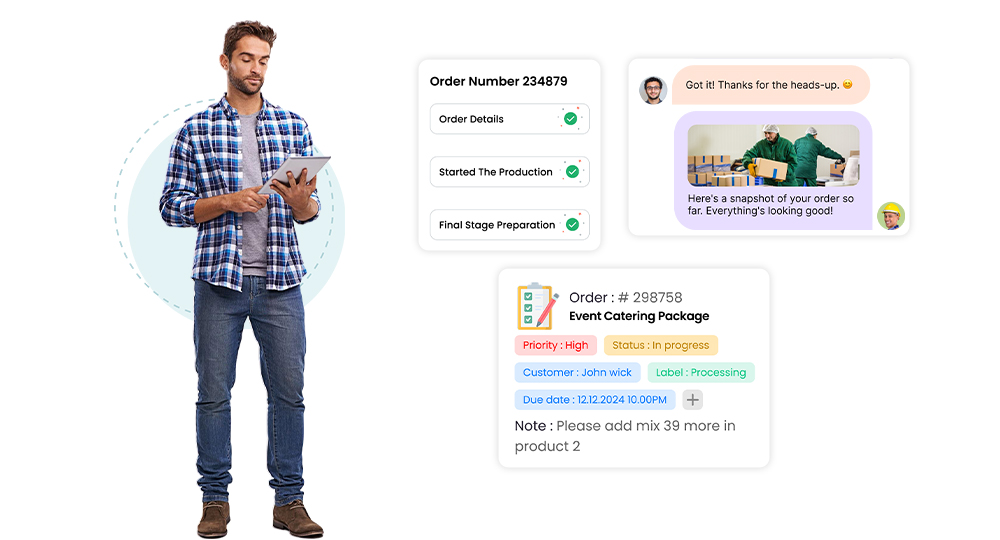 Order Number 234879
Order Details
Started The Production
Final Stage Preparation
Got it! Thanks for the heads-up. 😊
Here's a snapshot of your order so
far. Everything's looking good!
Order : # 298758
Event Catering Package
Priority : High
Status : In progress
Customer : John wick
Label : Processing
Due date : 12.12.2024 10.00PM
Note : Please add mix 39 more in
product 2